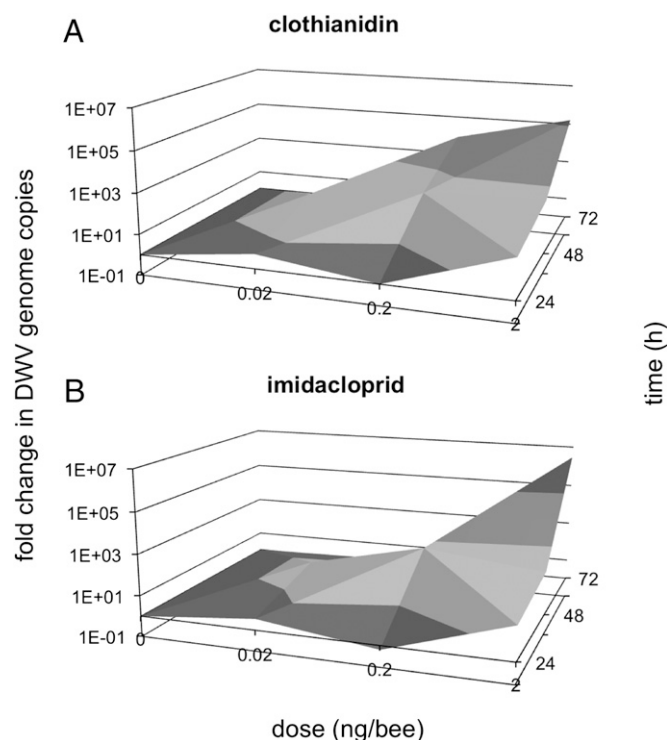 A
clothianidin
1E+07
1E+05
1E+03
1E+01
1E-01
0
0.02
0.2
2
24
48
72
B
imidacloprid
1E+07
1E+05
1E+03
1E+01
1E-01
0
0.02
0.2
2
24
48
72
fold change in DWV genome copies
time (h)
dose (ng/bee)